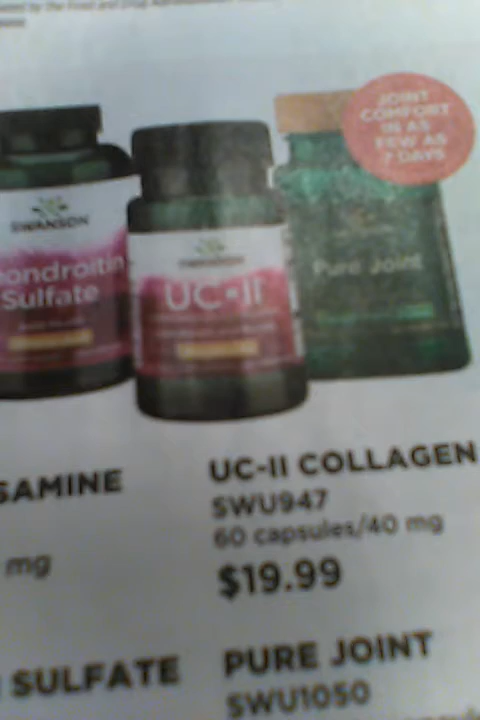 JOINT
COMFORT
IN AS
FEW AS
7 DAYS
SWANSON
ondroitin
Sulfate
SWANSON
UC•II
Pure Joint
SAMINE
mg
SULFATE
UC-II COLLAGEN
SWU947
60 capsules/40 mg
$19.99
PURE JOINT
SWU1050